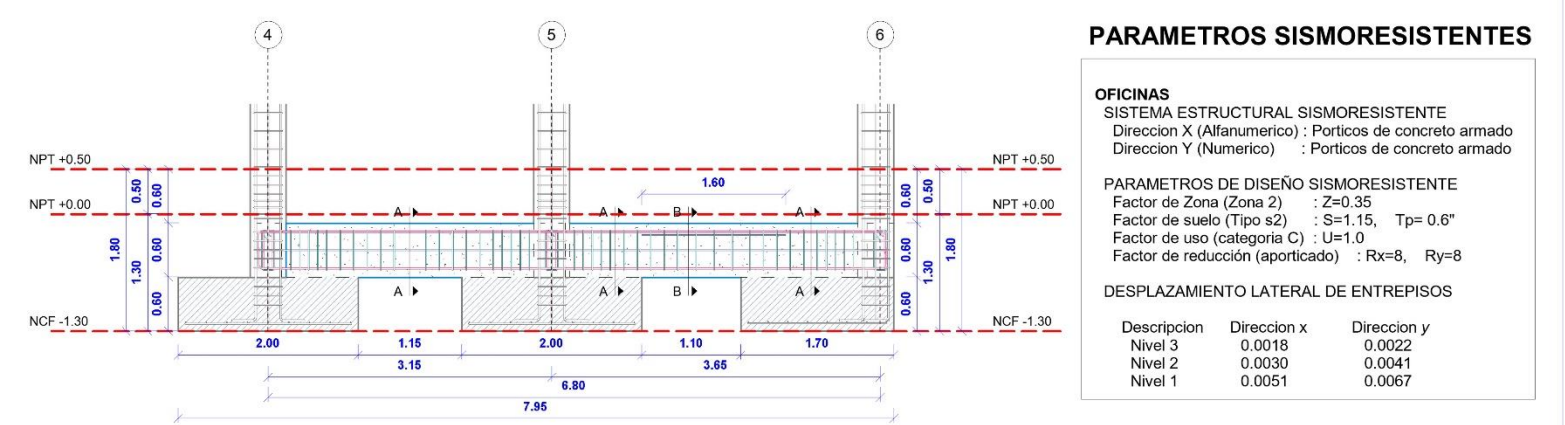 4 5 6
PARAMETROS SISMORESISTENTES
OFICINAS
SISTEMA ESTRUCTURAL SISMORESISTENTE
Direccion X (Alfanumerico) : Porticos de concreto armado
Direccion Y (Numerico) : Porticos de concreto armado
PARAMETROS DE DISEÑO SISMORESISTENTE
Factor de Zona (Zona 2) : Z=0.35
Factor de suelo (Tipo s2) : S=1.15, Tp= 0.6"
Factor de uso (categoria C) : U=1.0
Factor de reducción (aporticado) : Rx=8, Ry=8
DESPLAZAMIENTO LATERAL DE ENTREPISOS
Descripcion Direccion x Direccion y
Nivel 3 0.0018 0.0022
Nivel 2 0.0030 0.0041
Nivel 1 0.0051 0.0067
NPT +0.50 NPT +0.50
1.60
0.50 0.60 0.60 0.50
NPT +0.00 A A B A NPT +0.00
1.80 1.30 0.60 0.60 1.30 1.80
A A B A
0.60 0.60
NCF -1.30 NCF -1.30
2.00 1.15 2.00 1.10 1.70
3.15 3.65
6.80
7.95